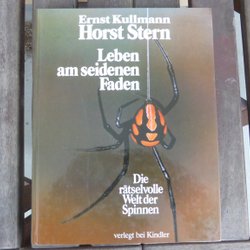 Ernst Kullmann
Horst Stern
Leben
am seidenen
Faden
Die
rätselvolle
Welt der
Spinnen
verlegt bei Kindler